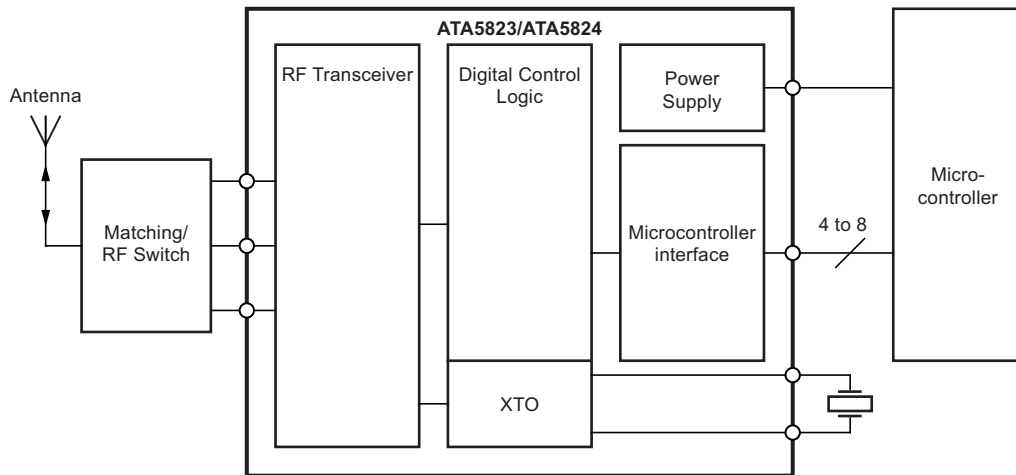 ATA5823/ATA5824
RF Transceiver
Digital Control
Logic
Power
Supply
Antenna
Matching/
RF Switch
Microcontroller
interface
4 to 8
Micro-
controller
XTO